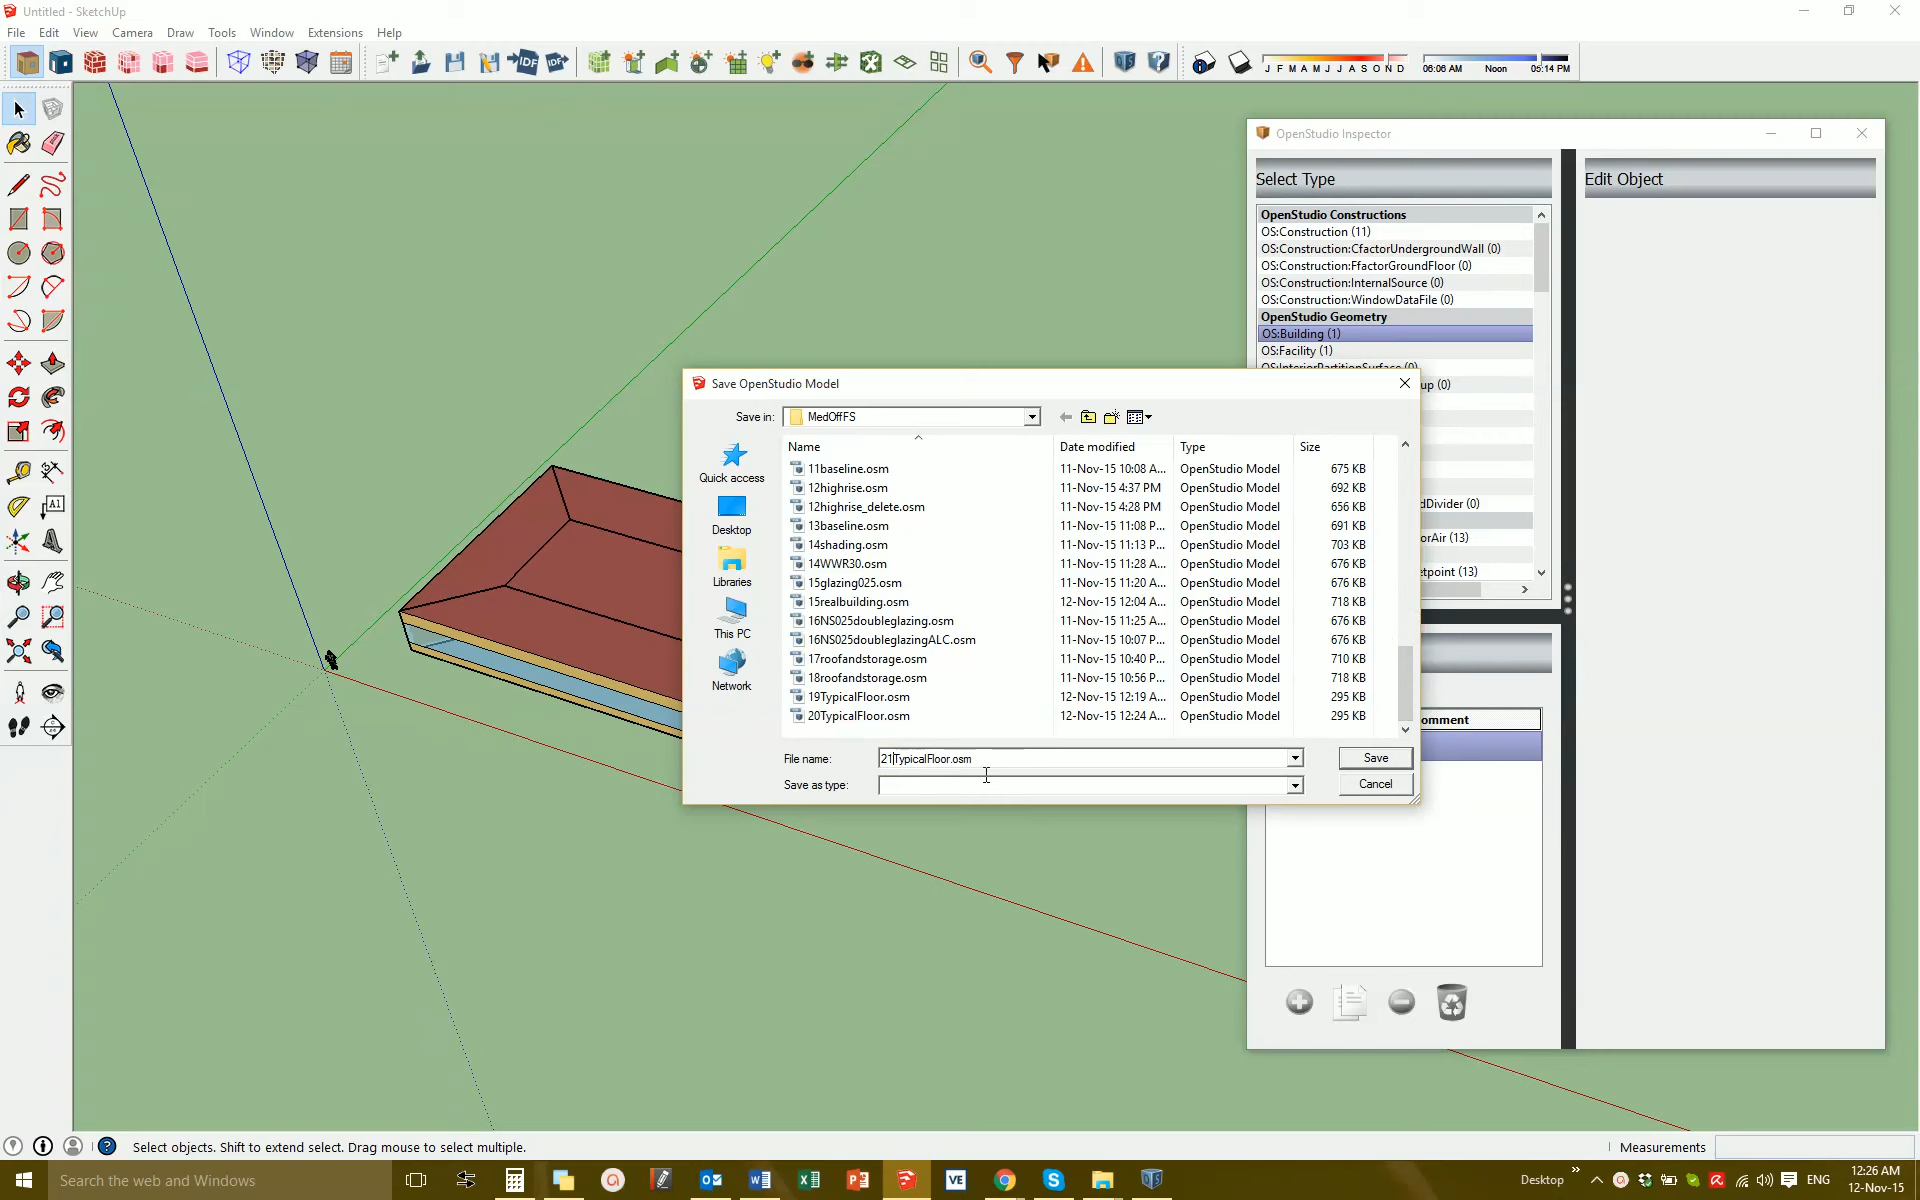 Untitled - SketchUp
File Edit View Camera Draw Tools Window Extensions Help
J F M A M J J A S O N D
06:06 AM Noon 05:14 PM
OpenStudio Inspector
Select Type
Edit Object
OpenStudio Constructions
OS:Construction (11)
OS:Construction:CfactorUndergroundWall (0)
OS:Construction:FfactorGroundFloor (0)
OS:Construction:InternalSource (0)
OS:Construction:WindowDataFile (0)
OpenStudio Geometry
OS:Building (1)
OS:Facility (1)
up (0)
dDivider (0)
orAir (13)
tpoint (13)
omment
Save OpenStudio Model
Save in: MedOffFS
Quick access
Desktop
Libraries
This PC
Network
Name Date modified Type Size
11baseline.osm 11-Nov-15 10:08 A... OpenStudio Model 675 KB
12highrise.osm 11-Nov-15 4:37 PM OpenStudio Model 692 KB
12highrise_delete.osm 11-Nov-15 4:28 PM OpenStudio Model 656 KB
13baseline.osm 11-Nov-15 11:08 P... OpenStudio Model 691 KB
14shading.osm 11-Nov-15 11:13 P... OpenStudio Model 703 KB
14WWR30.osm 11-Nov-15 11:28 A... OpenStudio Model 676 KB
15glazing025.osm 11-Nov-15 11:20 A... OpenStudio Model 676 KB
15realbuilding.osm 12-Nov-15 12:04 A... OpenStudio Model 718 KB
16NS025doubleglazing.osm 11-Nov-15 11:25 A... OpenStudio Model 676 KB
16NS025doubleglazingALC.osm 11-Nov-15 10:07 P... OpenStudio Model 676 KB
17roofandstorage.osm 11-Nov-15 10:40 P... OpenStudio Model 710 KB
18roofandstorage.osm 11-Nov-15 10:56 P... OpenStudio Model 718 KB
19TypicalFloor.osm 12-Nov-15 12:19 A... OpenStudio Model 295 KB
20TypicalFloor.osm 12-Nov-15 12:24 A... OpenStudio Model 295 KB
File name: 21TypicalFloor.osm Save
Save as type: Cancel
Select objects. Shift to extend select. Drag mouse to select multiple.
Measurements
Search the web and Windows
Desktop
ENG
12:26 AM
12-Nov-15